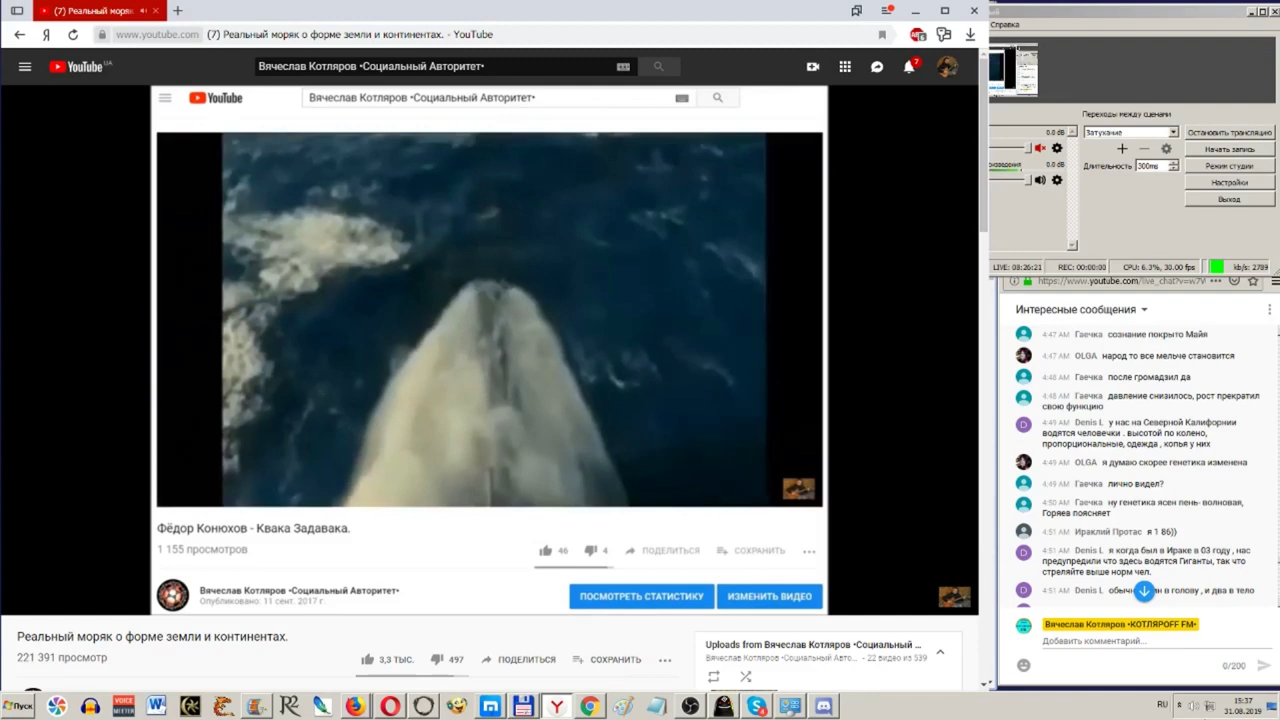 (7) Реальный моряк
Справка
www.youtube.com (7) Реальный моряк о форме земли и континентах. - YouTube
YouTube UA
Вячеслав Котляров •Социальный Авторитет•
7
YouTube
Вячеслав Котляров •Социальный Авторитет•
Фёдор Конюхов - Квака Задавака.
1 155 просмотров
46
4
ПОДЕЛИТЬСЯ
СОХРАНИТЬ
Вячеслав Котляров •Социальный Авторитет•
Опубликовано: 11 сент. 2017 г.
ПОСМОТРЕТЬ СТАТИСТИКУ
ИЗМЕНИТЬ ВИДЕО
Реальный моряк о форме земли и континентах.
221 391 просмотр
3,3 тыс.
497
ПОДЕЛИТЬСЯ
СОХРАНИТЬ
Uploads from Вячеслав Котляров •Социальный ...
Вячеслав Котляров •Социальный Авто... - 22 видео из 539
Переходы между сценами
0.0 dB
Затухание
Остановить трансляцию
Начать запись
0.0 dB
Длительность 300ms
Режим студии
Настройки
Выход
LIVE: 08:26:21
REC: 00:00:00
CPU: 6.3%, 30.00 fps
kb/s: 2789
https://www.youtube.com/live_chat?v=w7
Интересные сообщения
4:47 AM Гаечка сознание покрыто Майя
4:47 AM OLGA народ то все мельче становится
4:48 AM Гаечка после громадзил да
4:48 AM Гаечка давление снизилось, рост прекратил
свою функцию
4:49 AM Denis L у нас на Северной Калифорнии
водятся человечки . высотой по колено,
пропорциональные, одежда , копья у них
4:49 AM OLGA я думаю скорее генетика изменена
4:49 AM Гаечка лично видел?
4:50 AM Гаечка ну генетика ясен пень- волновая,
Горяев поясняет
4:51 AM Ираклий Протас я 1 86))
4:51 AM Denis L я когда был в Ираке в 03 году , нас
предупредили что здесь водятся Гиганты, так что
стреляйте выше норм чел.
4:51 AM Denis L в голову , и два в тело
Вячеслав Котляров •КОТЛЯРОFF FM•
Добавить комментарий...
0/200
Пуск
VOICE
MEETER
RU
15:37
31.08.2019